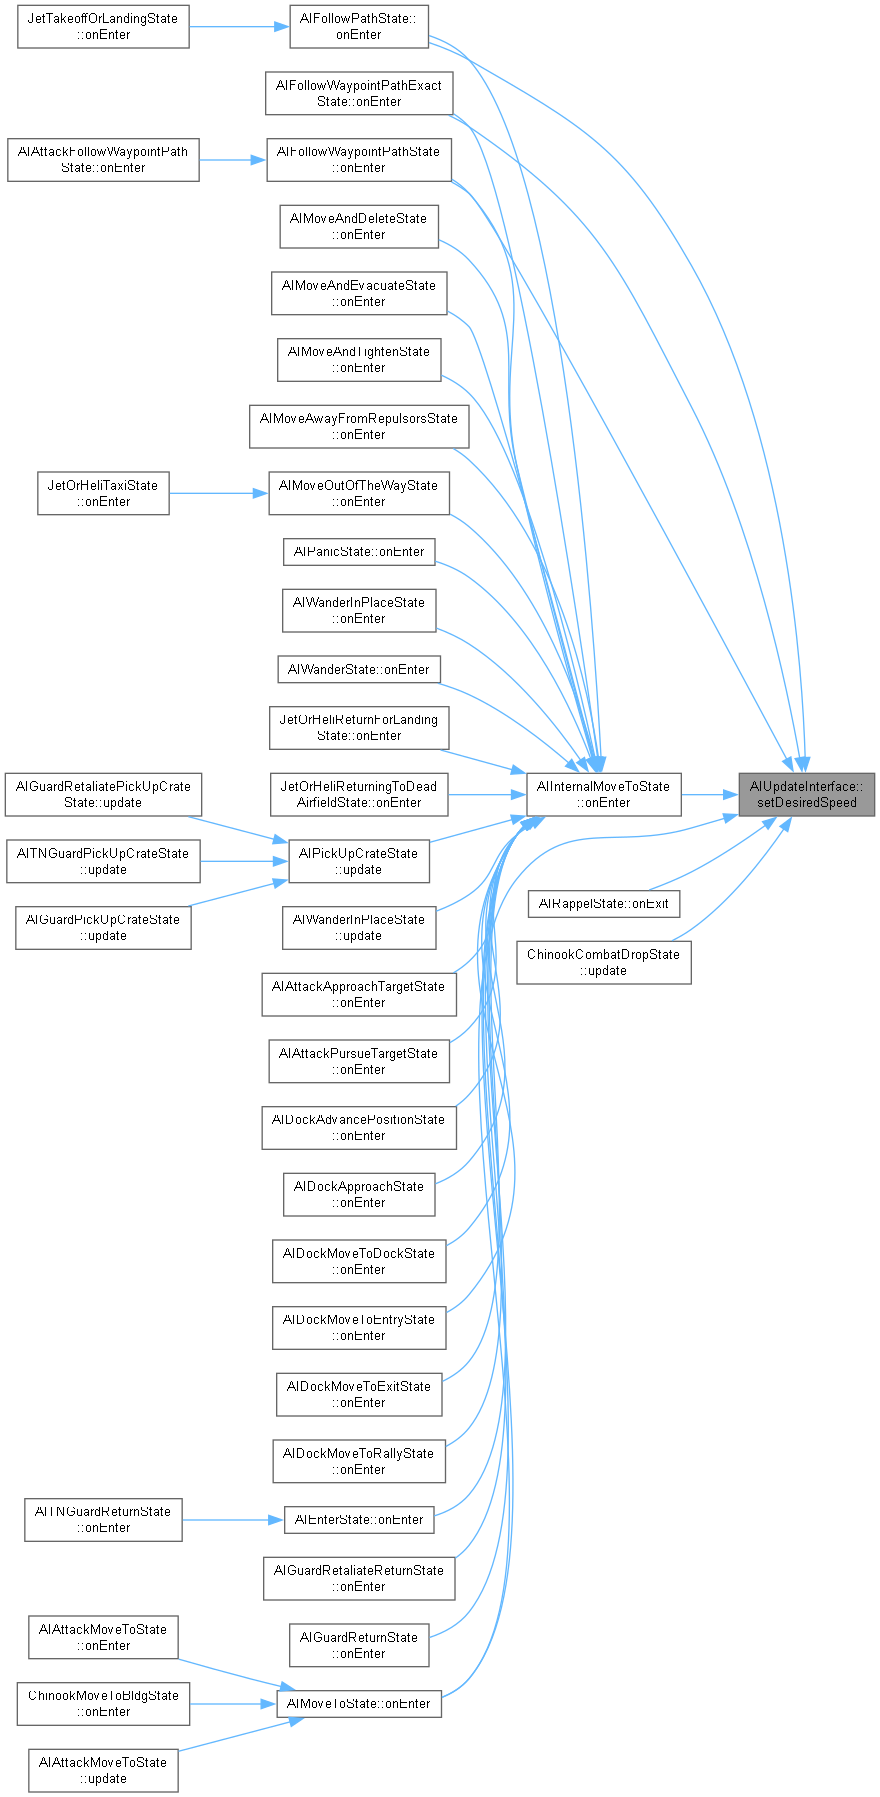 JetTakeoffOrLandingState
::onEnter
AIFollowPathState::
onEnter
AIFollowWaypointPathExact
State::onEnter
AIAttackFollowWaypointPath
State::onEnter
AIFollowWaypointPathState
::onEnter
AIMoveAndDeleteState
::onEnter
AIMoveAndEvacuateState
::onEnter
AIMoveAndTightenState
::onEnter
AIMoveAwayFromRepulsorsState
::onEnter
JetOrHeliTaxiState
::onEnter
AIMoveOutOfTheWayState
::onEnter
AIPanicState::onEnter
AIWanderInPlaceState
::onEnter
AIWanderState::onEnter
JetOrHeliReturnForLanding
State::onEnter
AIGuardRetaliatePickUpCrate
State::update
JetOrHeliReturningToDead
AirfieldState::onEnter
AIInternalMoveToState
::onEnter
AIUpdateInterface::
setDesiredSpeed
AITNGuardPickUpCrateState
::update
AIPickUpCrateState
::update
AIGuardPickUpCrateState
::update
AIWanderInPlaceState
::update
AIRappelState::onExit
ChinookCombatDropState
::update
AIAttackApproachTargetState
::onEnter
AIAttackPursueTargetState
::onEnter
AIDockAdvancePositionState
::onEnter
AIDockApproachState
::onEnter
AIDockMoveToDockState
::onEnter
AIDockMoveToEntryState
::onEnter
AIDockMoveToExitState
::onEnter
AIDockMoveToRallyState
::onEnter
AITNGuardReturnState
::onEnter
AIEnterState::onEnter
AIGuardRetaliateReturnState
::onEnter
AIAttackMoveToState
::onEnter
AIGuardReturnState
::onEnter
ChinookMoveToBldgState
::onEnter
AIMoveToState::onEnter
AIAttackMoveToState
::update